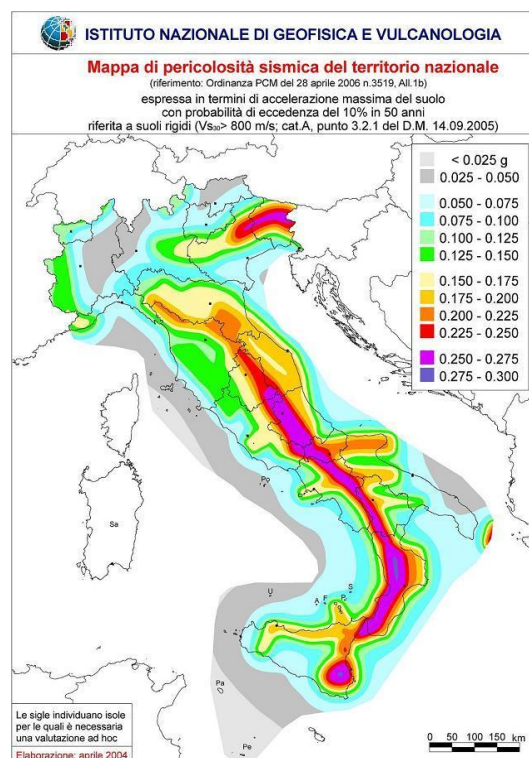 ISTITUTO NAZIONALE DI GEOFISICA E VULCANOLOGIA
Mappa di pericolosità sismica del territorio nazionale
(riferimento: Ordinanza PCM del 28 aprile 2006 n.3519, All.1b)
espressa in termini di accelerazione massima del suolo
con probabilità di eccedenza del 10% in 50 anni
riferita a suoli rigidi (Vs30> 800 m/s; cat.A, punto 3.2.1 del D.M. 14.09.2005)
< 0.025 g
0.025 - 0.050
0.050 - 0.075
0.075 - 0.100
0.100 - 0.125
0.125 - 0.150
0.150 - 0.175
0.175 - 0.200
0.200 - 0.225
0.225 - 0.250
0.250 - 0.275
0.275 - 0.300
Po
Sa
U
A
F
P
S
Pa
Pe
Le sigle individuano isole
per le quali è necessaria
una valutazione ad hoc
Elaborazione: aprile 2004
0 50 100 150 km